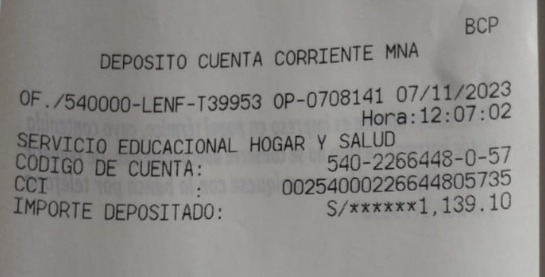 BCP
DEPOSITO CUENTA CORRIENTE MNA
OF./540000-LENF-T39953 OP-0708141 07/11/2023
Hora:12:07:02
SERVICIO EDUCACIONAL HOGAR Y SALUD
CODIGO DE CUENTA: 540-2266448-0-57
CCI : 00254000226644805735
IMPORTE DEPOSITADO: S/******1,139.10